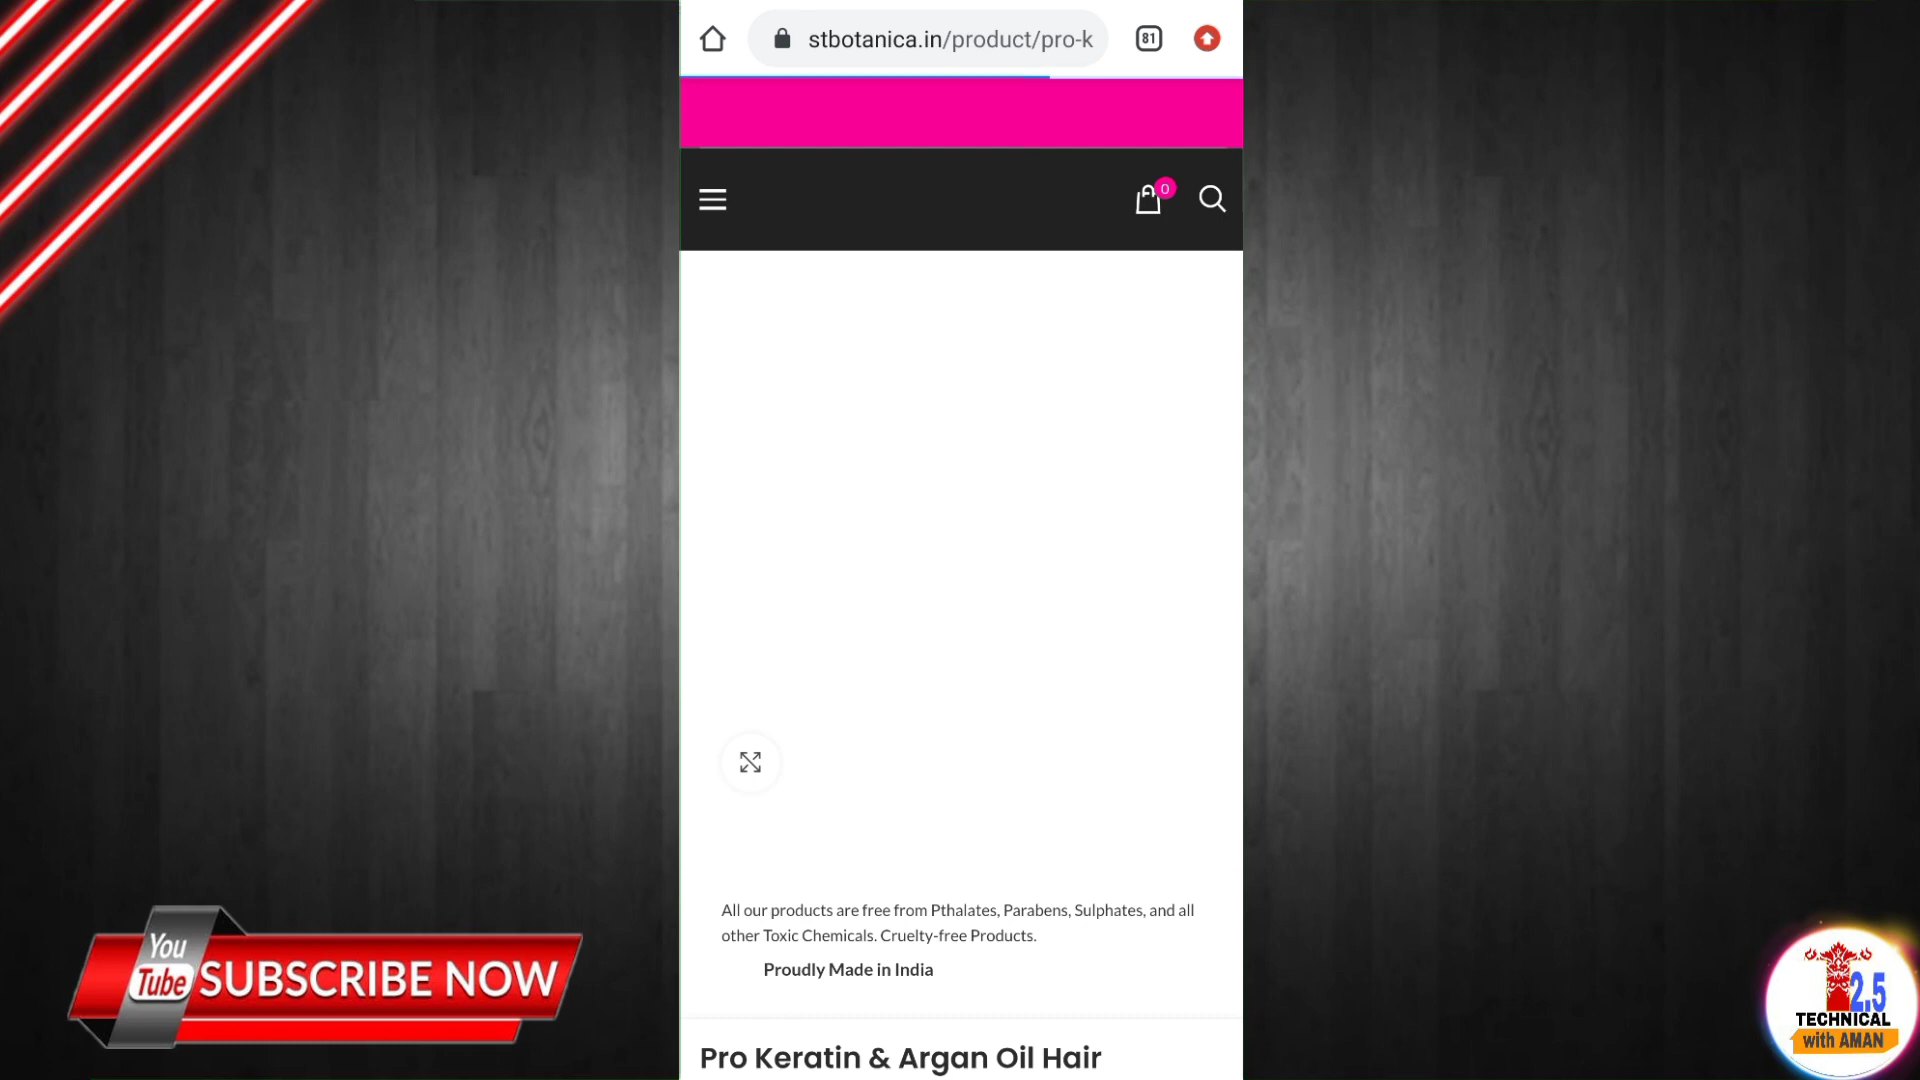 stbotanica.in/product/pro-k
81
0
All our products are free from Pthalates, Parabens, Sulphates, and all
other Toxic Chemicals. Cruelty-free Products.
Proudly Made in India
Pro Keratin & Argan Oil Hair
You
Tube
SUBSCRIBE NOW
2.5
TECHNICAL
with AMAN